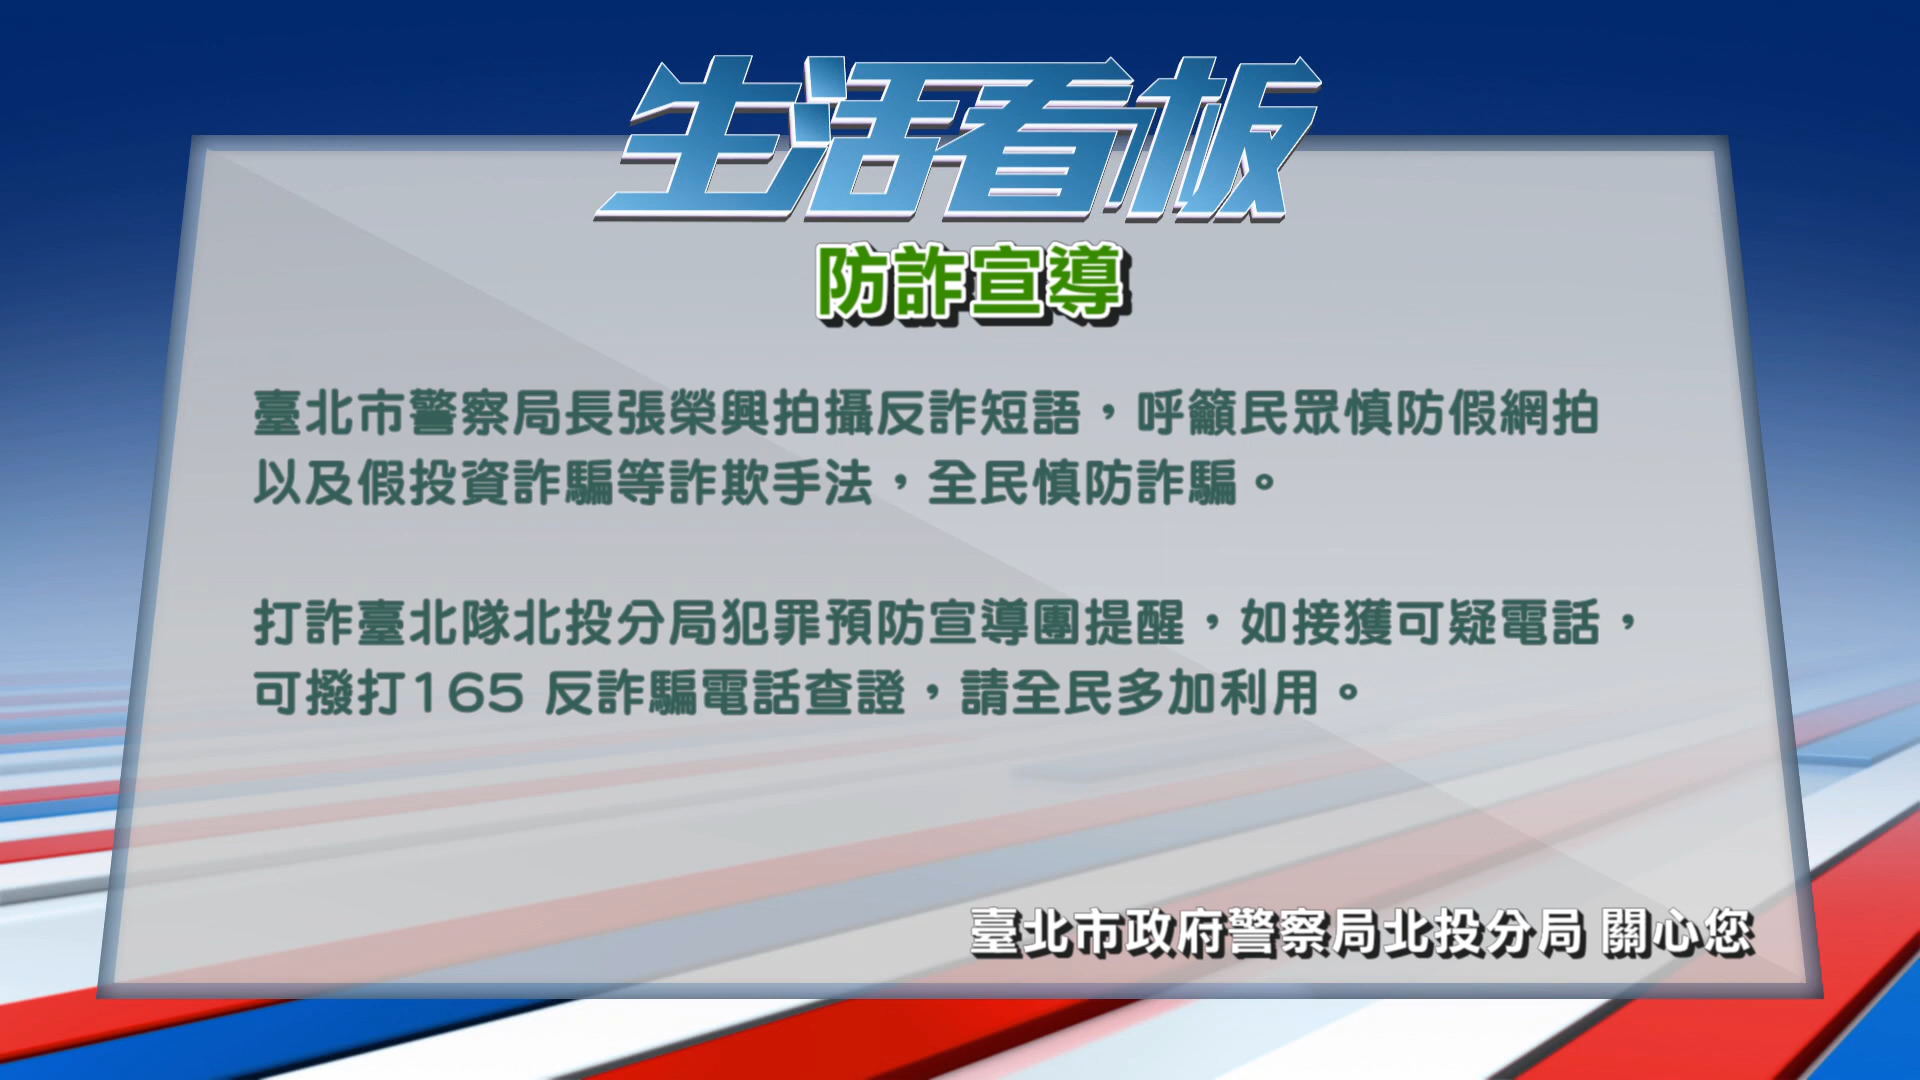 生活看板
防詐宣導
臺北市警察局長張榮興拍攝反詐短語，呼籲民眾慎防假網拍
以及假投資詐騙等詐欺手法，全民慎防詐騙。
打詐臺北隊北投分局犯罪預防宣導團提醒，如接獲可疑電話，
可撥打165 反詐騙電話查證，請全民多加利用。
臺北市政府警察局北投分局 關心您